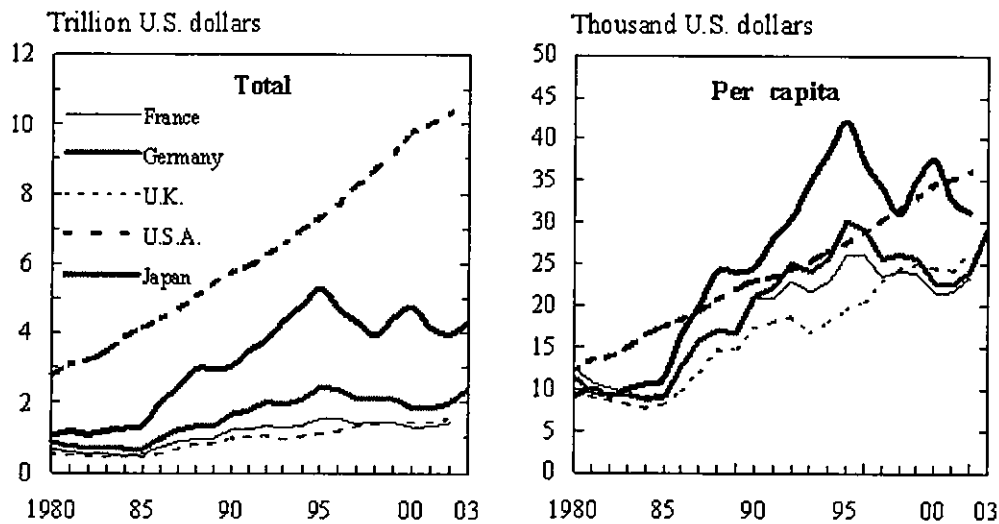 Trillion U.S. dollars
12
10
8
6
4
2
0
Total
France
Germany
U.K.
U.S.A.
Japan
1980 85 90 95 00 03
Thousand U.S. dollars
50
45
40
35
30
25
20
15
10
5
0
Per capita
1980 85 90 95 00 03